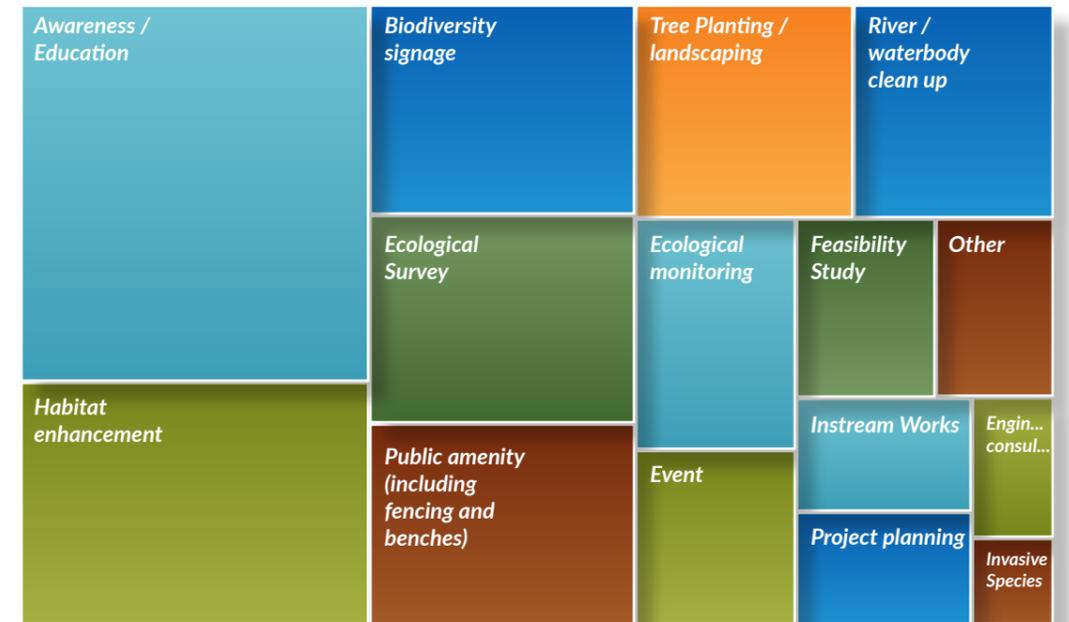 Awareness /
Education
Biodiversity
signage
Tree Planting /
landscaping
River /
waterbody
clean up
Ecological
Survey
Ecological
monitoring
Feasibility
Study
Other
Habitat
enhancement
Public amenity
(including
fencing and
benches)
Event
Instream Works
Engin...
consul...
Project planning
Invasive
Species